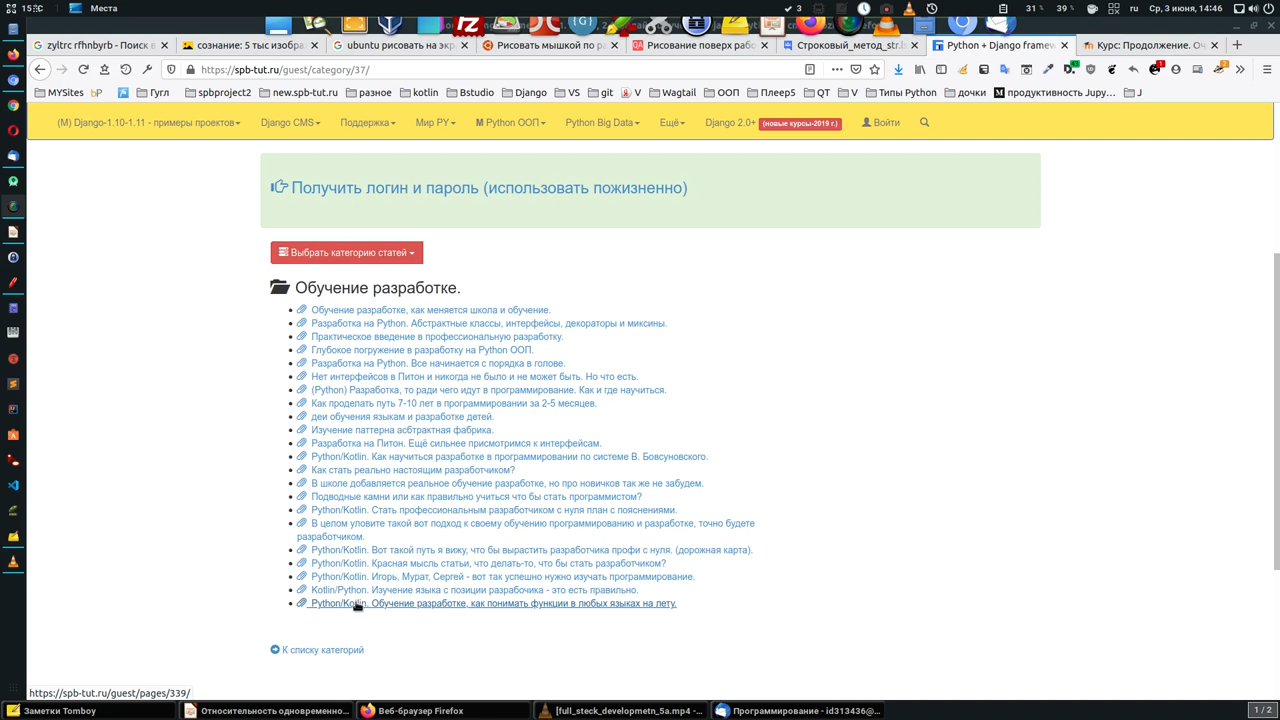 Места
3
31 %
39 %
ru
Ср, 3 июня, 14:46
zyltrc rfhnbyrb - Поиск в
сознание: 5 тыс изобра
ubuntu рисовать на экр
Рисовать мышкой по р
Рисование поверх рабо
Строковый_метод_str.ls
Python + Django framew
Курс: Продолжение. Оч
https://spb-tut.ru/guest/category/37/
MYSites
Гугл
spbproject2
new.spb-tut.ru
разное
kotlin
Bstudio
Django
VS
git
V
Wagtail
ООП
Плеер5
QT
V
Типы Python
дочки
продуктивность Jupy...
J
(M) Django-1.10-1.11 - примеры проектов
Django CMS
Поддержка
Мир PY
M Python ООП
Python Big Data
Ещё
Django 2.0+ (новые курсы-2019 г.)
Войти
Получить логин и пароль (использовать пожизненно)
Выбрать категорию статей
Обучение разработке.
Обучение разработке, как меняется школа и обучение.
Разработка на Python. Абстрактные классы, интерфейсы, декораторы и миксины.
Практическое введение в профессиональную разработку.
Глубокое погружение в разработку на Python ООП.
Разработка на Python. Все начинается с порядка в голове.
Нет интерфейсов в Питон и никогда не было и не может быть. Но что есть.
(Python) Разработка, то ради чего идут в программирование. Как и где научиться.
Как проделать путь 7-10 лет в программировании за 2-5 месяцев.
деи обучения языкам и разработке детей.
Изучение паттерна асбтрактная фабрика.
Разработка на Питон. Ещё сильнее присмотримся к интерфейсам.
Python/Kotlin. Как научиться разработке в программировании по системе В. Бовсуновского.
Как стать реально настоящим разработчиком?
В школе добавляется реальное обучение разработке, но про новичков так же не забудем.
Подводные камни или как правильно учиться что бы стать программистом?
Python/Kotlin. Стать профессиональным разработчиком с нуля план с пояснениями.
В целом уловите такой вот подход к своему обучению программированию и разработке, точно будете
разработчиком.
Python/Kotlin. Вот такой путь я вижу, что бы вырастить разработчика профи с нуля. (дорожная карта).
Python/Kotlin. Красная мысль статьи, что делать-то, что бы стать разработчиком?
Python/Kotlin. Игорь, Мурат, Сергей - вот так успешно нужно изучать программирование.
Kotlin/Python. Изучение языка с позиции разрабочика - это есть правильно.
Python/Kotlin. Обучение разработке, как понимать функции в любых языках на лету.
К списку категорий
https://spb-tut.ru/guest/pages/339/
Заметки Tomboy
Относительность одновременно...
Веб-браузер Firefox
[full_steck_developmetn_5a.mp4 -...
Программирование - id313436@...
1 / 2